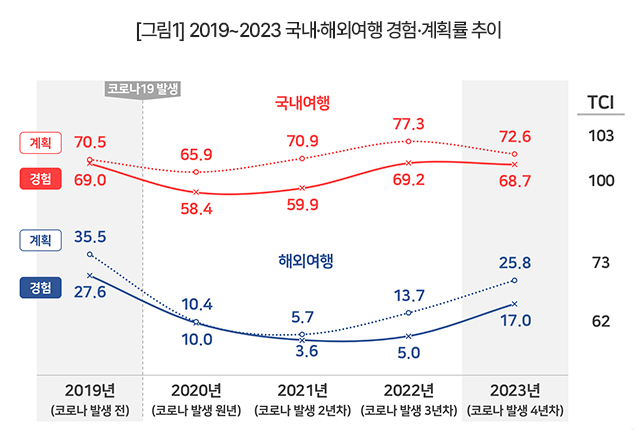 [그림1] 2019~2023 국내·해외여행 경험·계획률 추이
코로나19 발생
국내여행
TCI
계획 70.5 65.9 70.9 77.3 72.6 103
경험 69.0 58.4 59.9 69.2 68.7 100
해외여행
계획 35.5 10.4 5.7 13.7 25.8 73
경험 27.6 10.0 3.6 5.0 17.0 62
2019년 2020년 2021년 2022년 2023년
(코로나 발생 전) (코로나 발생 원년) (코로나 발생 2년차) (코로나 발생 3년차) (코로나 발생 4년차)